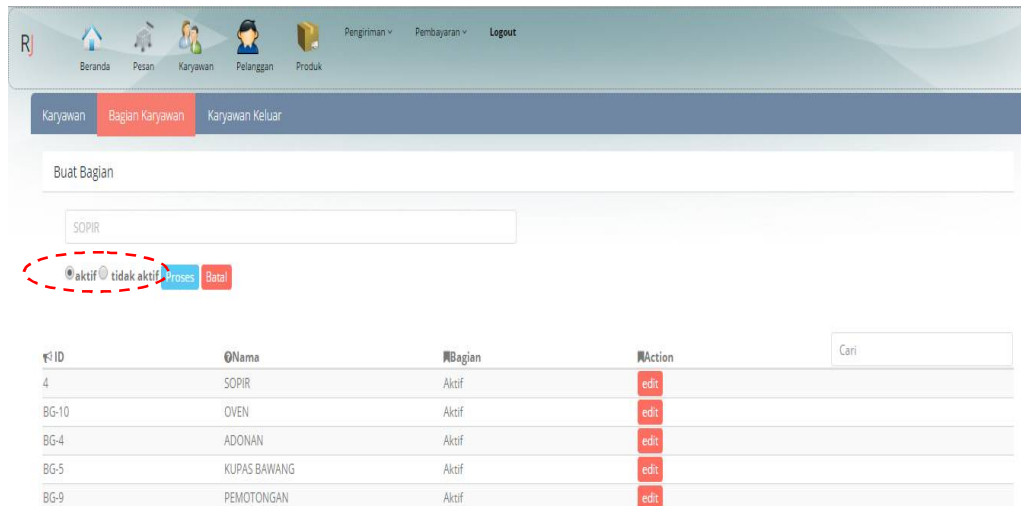 RJ
Beranda Pesan Karyawan Pelanggan Produk Pengiriman Pembayaran Logout
Karyawan Bagian Karyawan Karyawan Keluar
Buat Bagian
SOPIR
aktif tidak aktif Proses Batal
Cari
ID Nama Bagian Action
4 SOPIR Aktif edit
BG-10 OVEN Aktif edit
BG-4 ADONAN Aktif edit
BG-5 KUPAS BAWANG Aktif edit
BG-9 PEMOTONGAN Aktif edit